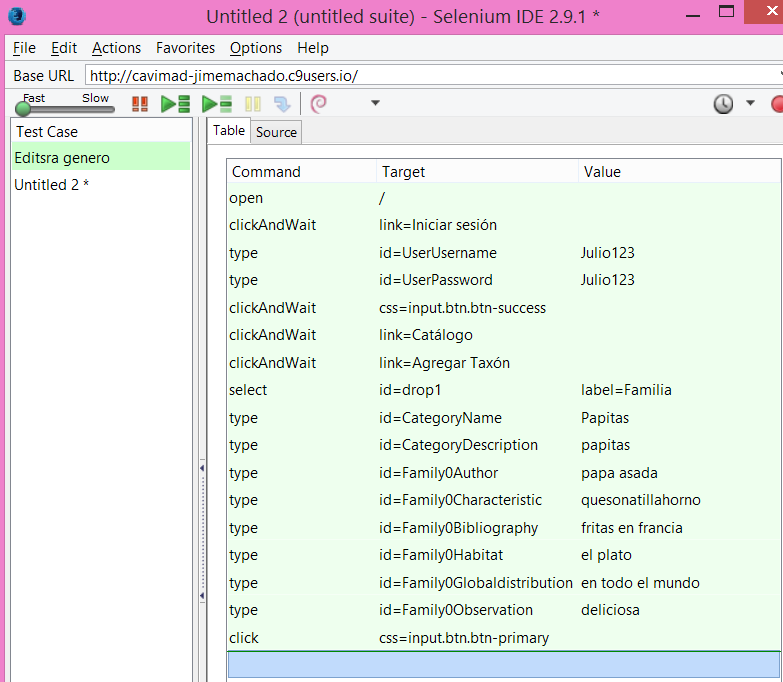 Untitled 2 (untitled suite) - Selenium IDE 2.9.1 *
File Edit Actions Favorites Options Help
Base URL http://cavimad-jimemachado.c9users.io/
Fast Slow
Test Case
Editsra genero
Untitled 2 *
Table Source
Command Target Value
open /
clickAndWait link=Iniciar sesión
type id=UserUsername Julio123
type id=UserPassword Julio123
clickAndWait css=input.btn.btn-success
clickAndWait link=Catálogo
clickAndWait link=Agregar Taxón
select id=drop1 label=Familia
type id=CategoryName Papitas
type id=CategoryDescription papitas
type id=Family0Author papa asada
type id=Family0Characteristic quesonatillahorno
type id=Family0Bibliography fritas en francia
type id=Family0Habitat el plato
type id=Family0Globaldistribution en todo el mundo
type id=Family0Observation deliciosa
click css=input.btn.btn-primary